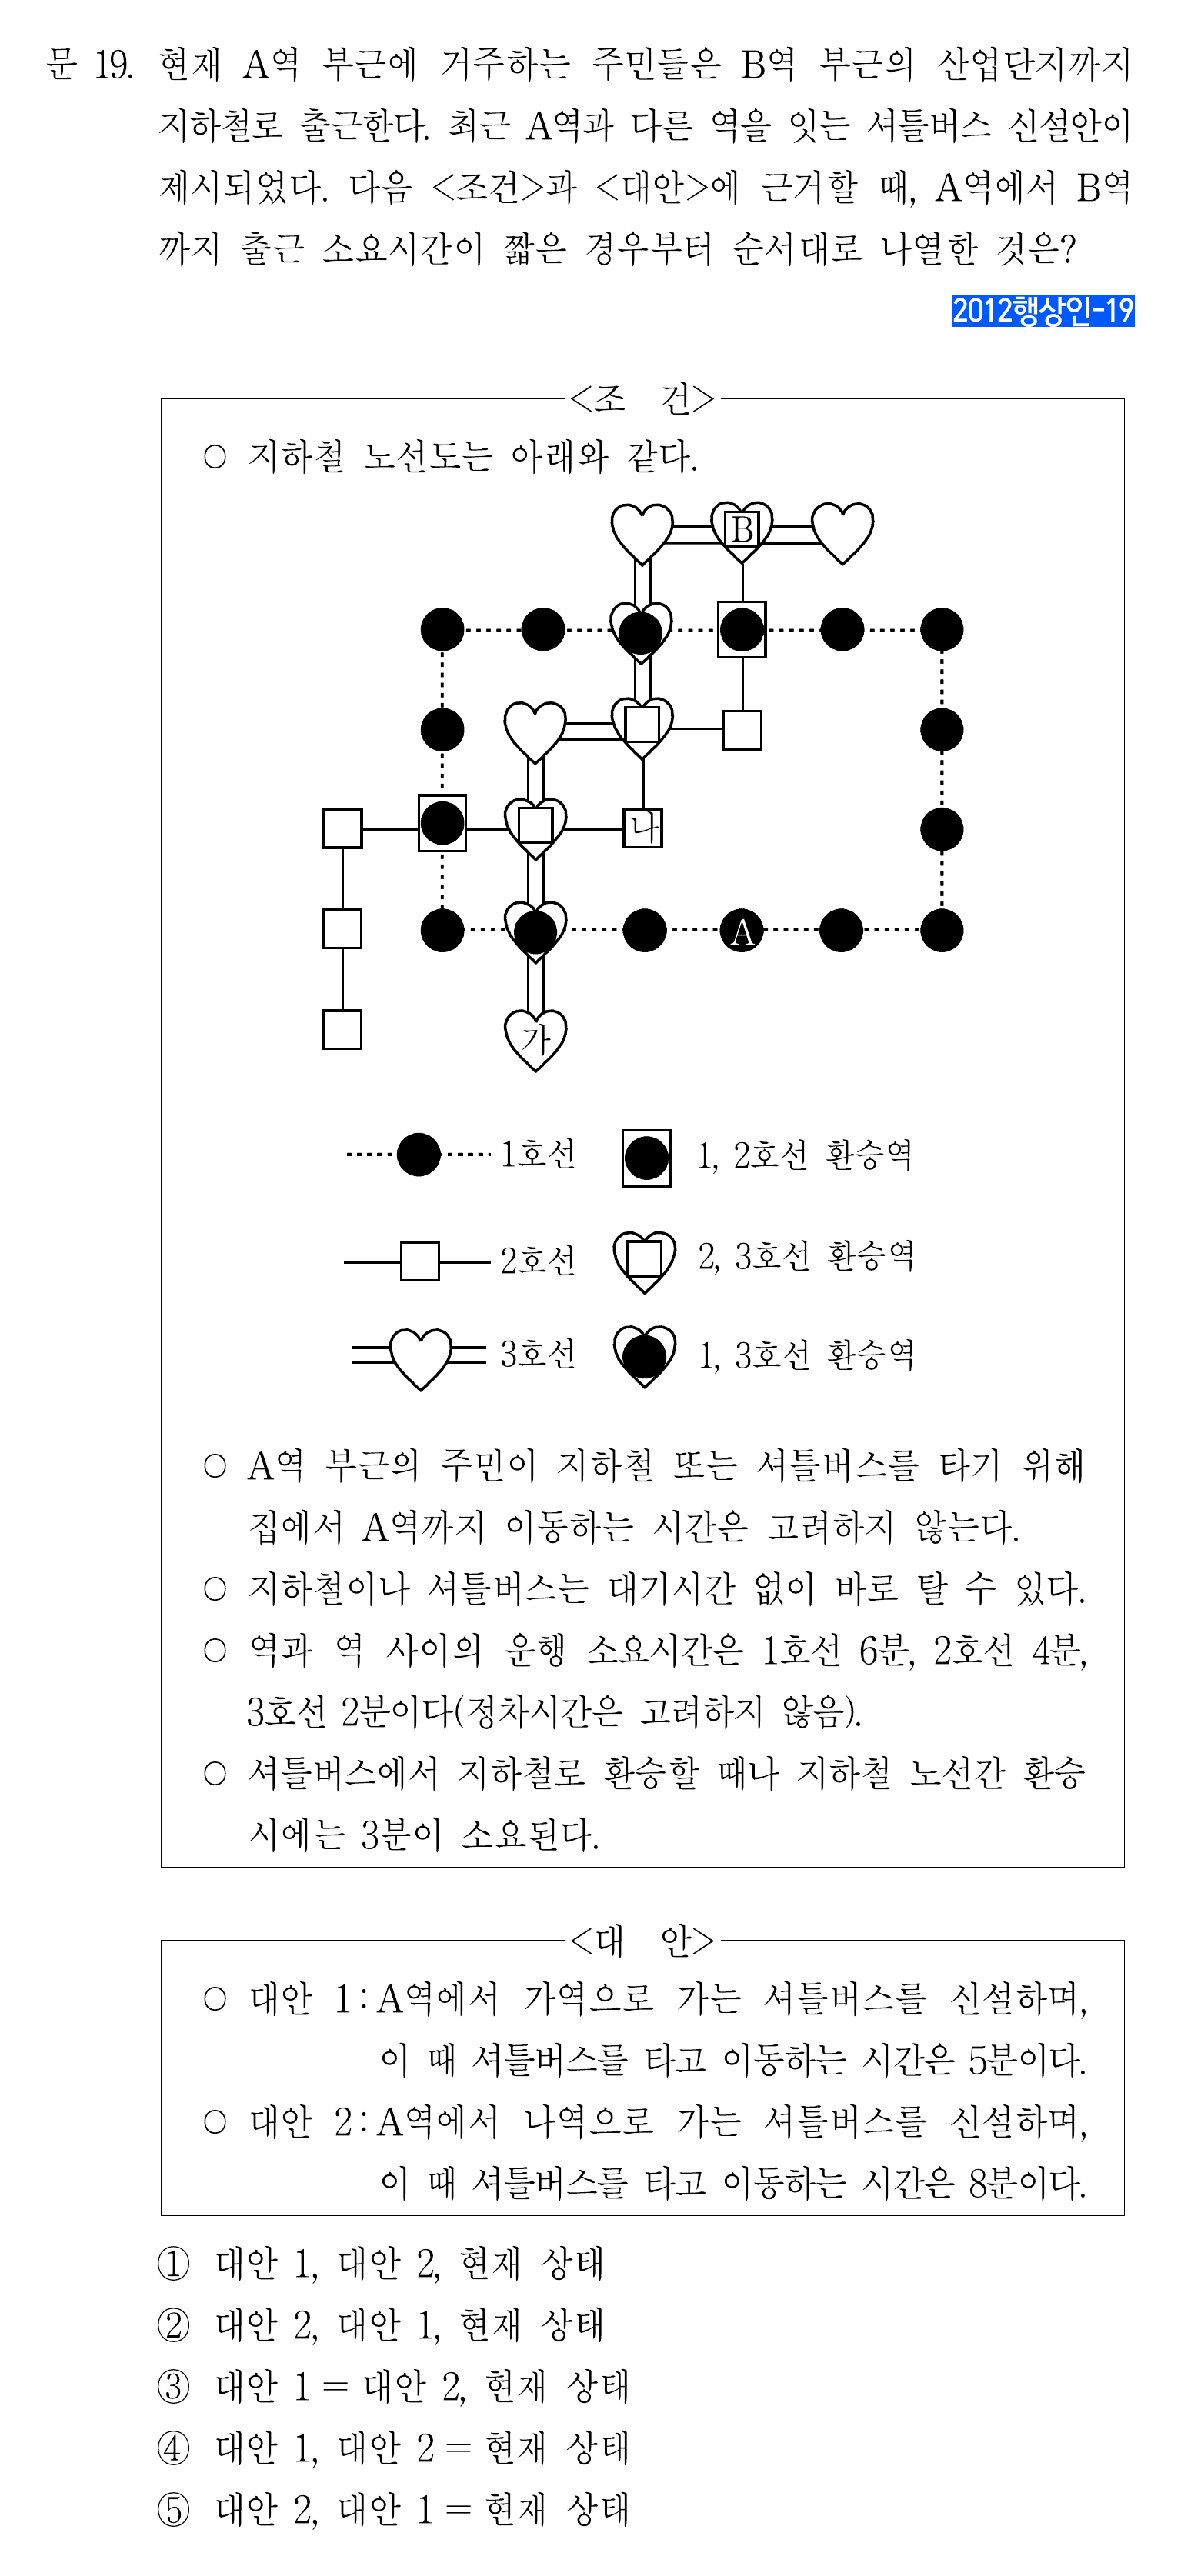 문 19. 현재 A역 부근에 거주하는 주민들은 B역 부근의 산업단지까지
지하철로 출근한다. 최근 A역과 다른 역을 잇는 셔틀버스 신설안이
제시되었다. 다음 <조건>과 <대안>에 근거할 때, A역에서 B역
까지 출근 소요시간이 짧은 경우부터 순서대로 나열한 것은?
2012행상인-19
<조 건>
○ 지하철 노선도는 아래와 같다.
B
나
A
가
1호선 1, 2호선 환승역
2호선 2, 3호선 환승역
3호선 1, 3호선 환승역
○ A역 부근의 주민이 지하철 또는 셔틀버스를 타기 위해
집에서 A역까지 이동하는 시간은 고려하지 않는다.
○ 지하철이나 셔틀버스는 대기시간 없이 바로 탈 수 있다.
○ 역과 역 사이의 운행 소요시간은 1호선 6분, 2호선 4분,
3호선 2분이다(정차시간은 고려하지 않음).
○ 셔틀버스에서 지하철로 환승할 때나 지하철 노선간 환승
시에는 3분이 소요된다.
<대 안>
○ 대안 1 : A역에서 가역으로 가는 셔틀버스를 신설하며,
이 때 셔틀버스를 타고 이동하는 시간은 5분이다.
○ 대안 2 : A역에서 나역으로 가는 셔틀버스를 신설하며,
이 때 셔틀버스를 타고 이동하는 시간은 8분이다.
① 대안 1, 대안 2, 현재 상태
② 대안 2, 대안 1, 현재 상태
③ 대안 1 = 대안 2, 현재 상태
④ 대안 1, 대안 2 = 현재 상태
⑤ 대안 2, 대안 1 = 현재 상태